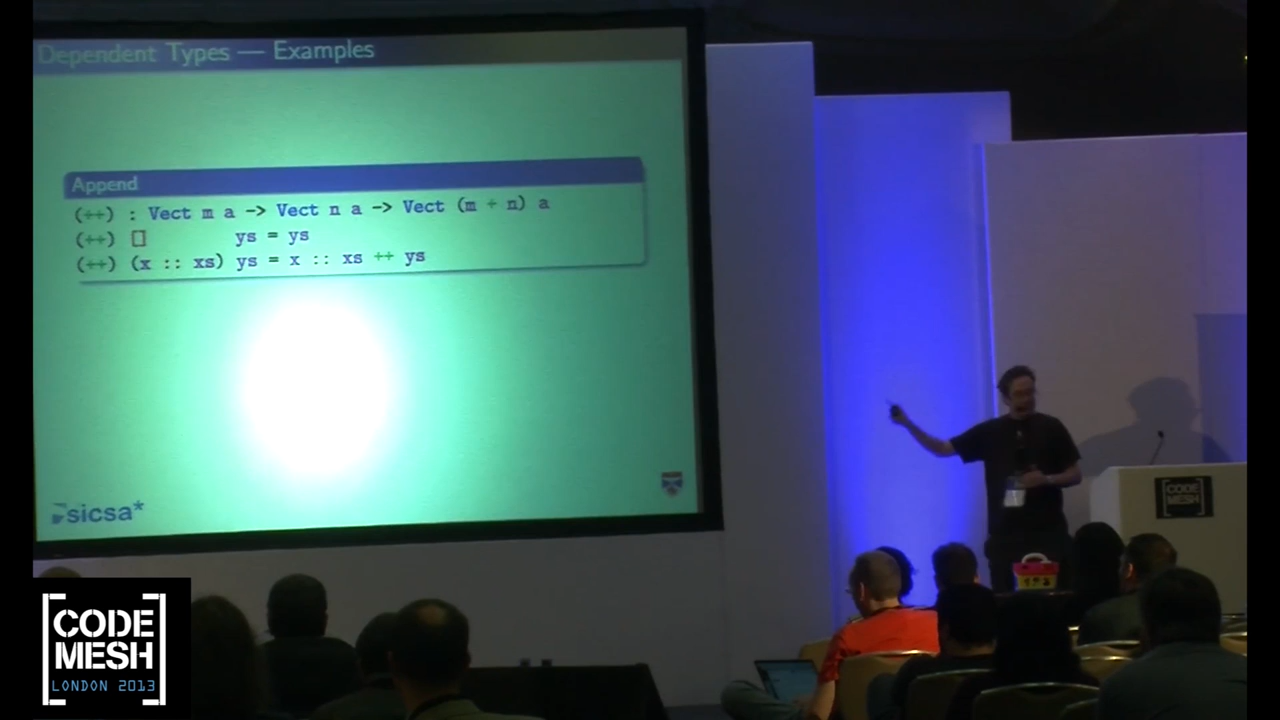 Dependent Types — Examples
Append
(++) : Vect m a -> Vect n a -> Vect (m + n) a
(++) [] ys = ys
(++) (x :: xs) ys = x :: xs ++ ys
sicsa*
[CODE
MESH]
[CODE
MESH]
LONDON 2013